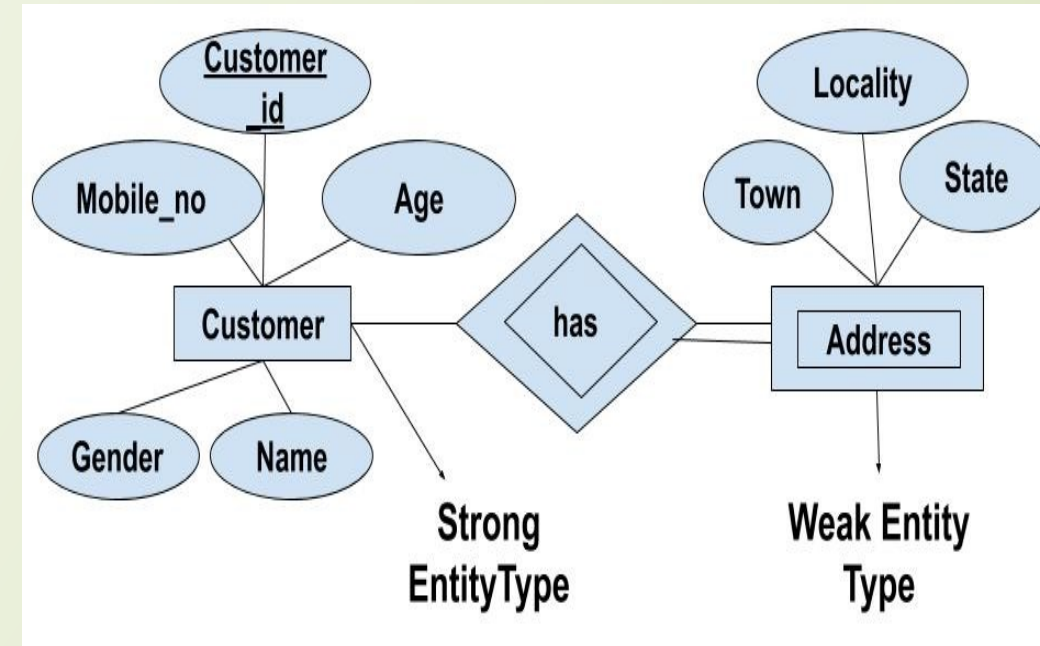 Customer
_id
Locality
Mobile_no
Age
Town
State
Customer
has
Address
Gender
Name
Strong
EntityType
Weak Entity
Type